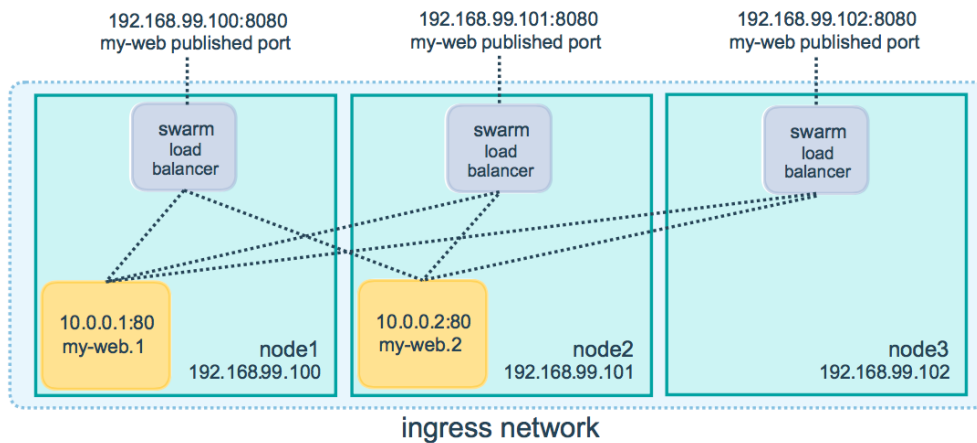 192.168.99.100:8080
my-web published port
192.168.99.101:8080
my-web published port
192.168.99.102:8080
my-web published port
swarm
load
balancer
swarm
load
balancer
swarm
load
balancer
10.0.0.1:80
my-web.1
node1
192.168.99.100
10.0.0.2:80
my-web.2
node2
192.168.99.101
node3
192.168.99.102
ingress network